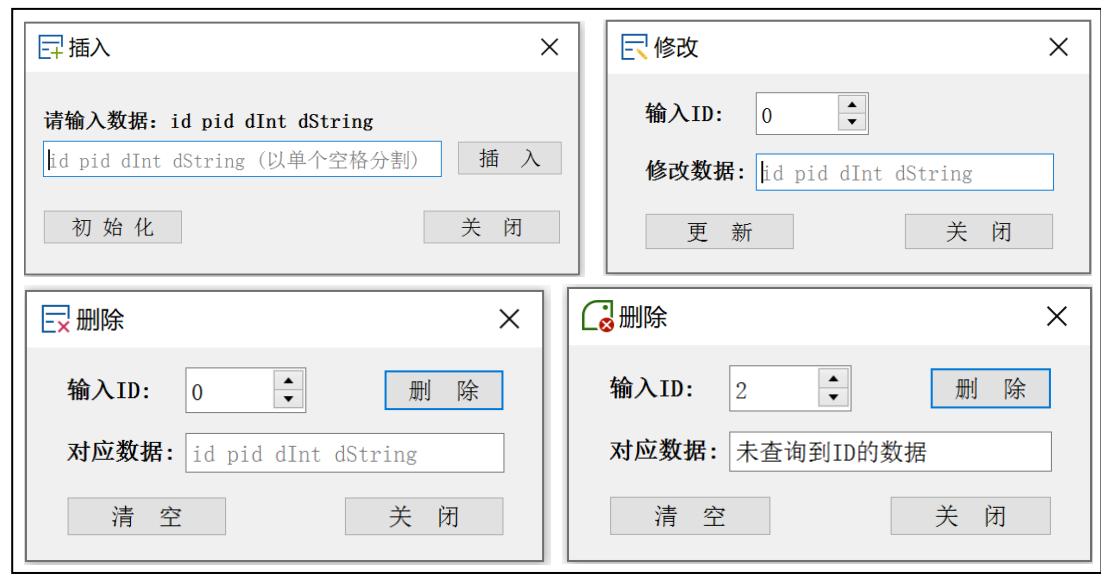 插入
请输入数据: id pid dInt dString
id pid dInt dString (以单个空格分割)
插 入
初 始 化
关 闭
修改
输入ID:
0
修改数据:
id pid dInt dString
更 新
关 闭
删除
输入ID:
0
删 除
对应数据:
id pid dInt dString
清 空
关 闭
删除
输入ID:
2
删 除
对应数据:
未查询到ID的数据
清 空
关 闭